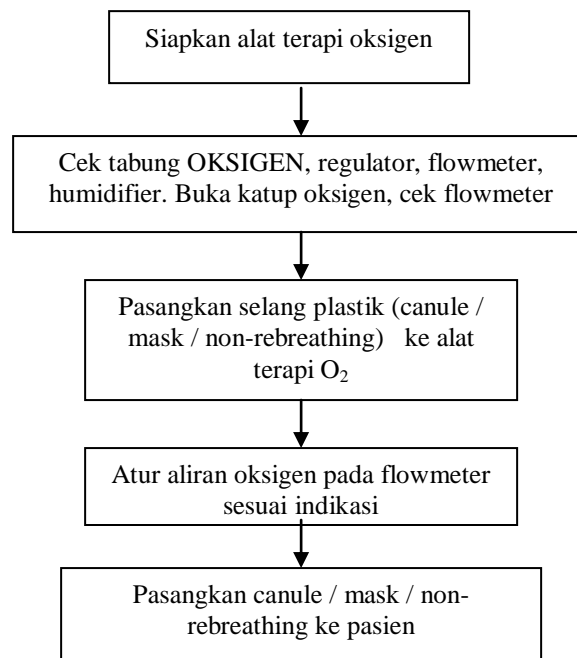 Siapkan alat terapi oksigen
Cek tabung OKSIGEN, regulator, flowmeter,
humidifier. Buka katup oksigen, cek flowmeter
Pasangkan selang plastik (canule /
mask / non-rebreathing) ke alat
terapi O₂
Atur aliran oksigen pada flowmeter
sesuai indikasi
Pasangkan canule / mask / non-
rebreathing ke pasien